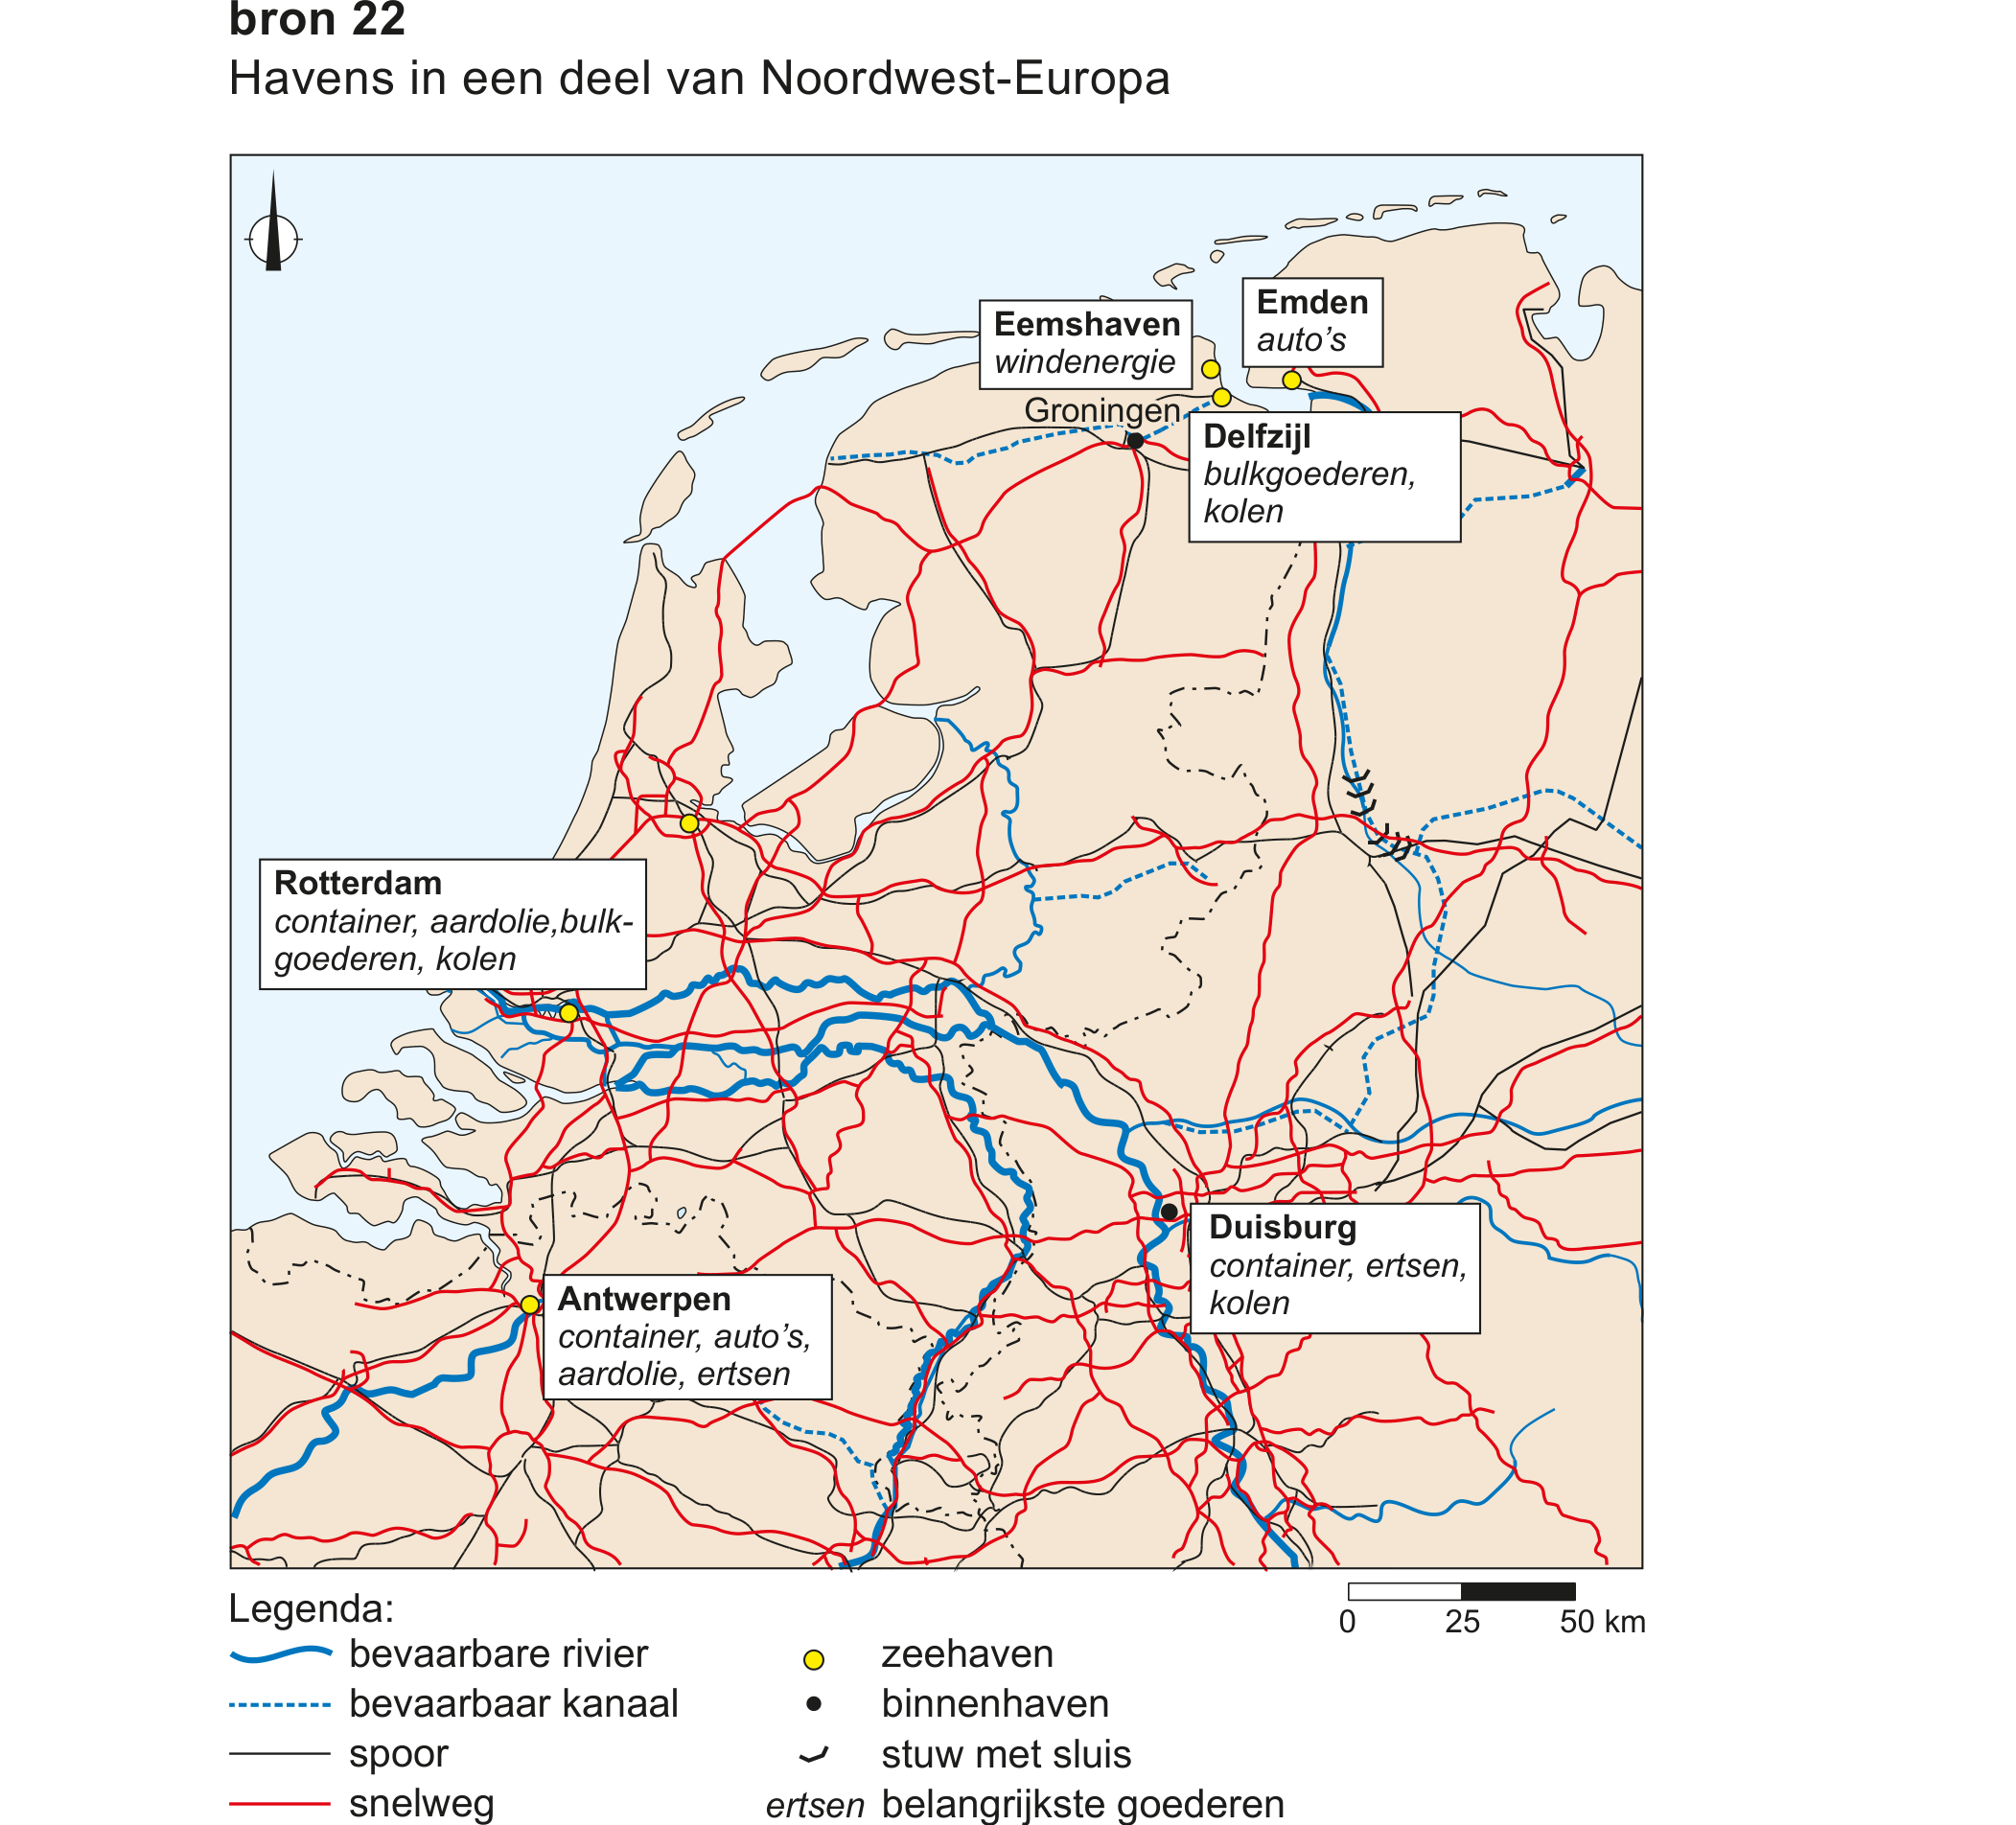 bron 22
Havens in een deel van Noordwest-Europa
Emden
auto's
Eemshaven
windenergie
Groningen
Delfzijl
bulkgoederen,
kolen
Rotterdam
container, aardolie,bulk-
goederen, kolen
Duisburg
container, ertsen,
kolen
Antwerpen
container, auto's,
aardolie, ertsen
0 25 50 km
Legenda:
bevaarbare rivier
bevaarbaar kanaal
spoor
snelweg
zeehaven
binnenhaven
stuw met sluis
ertsen belangrijkste goederen